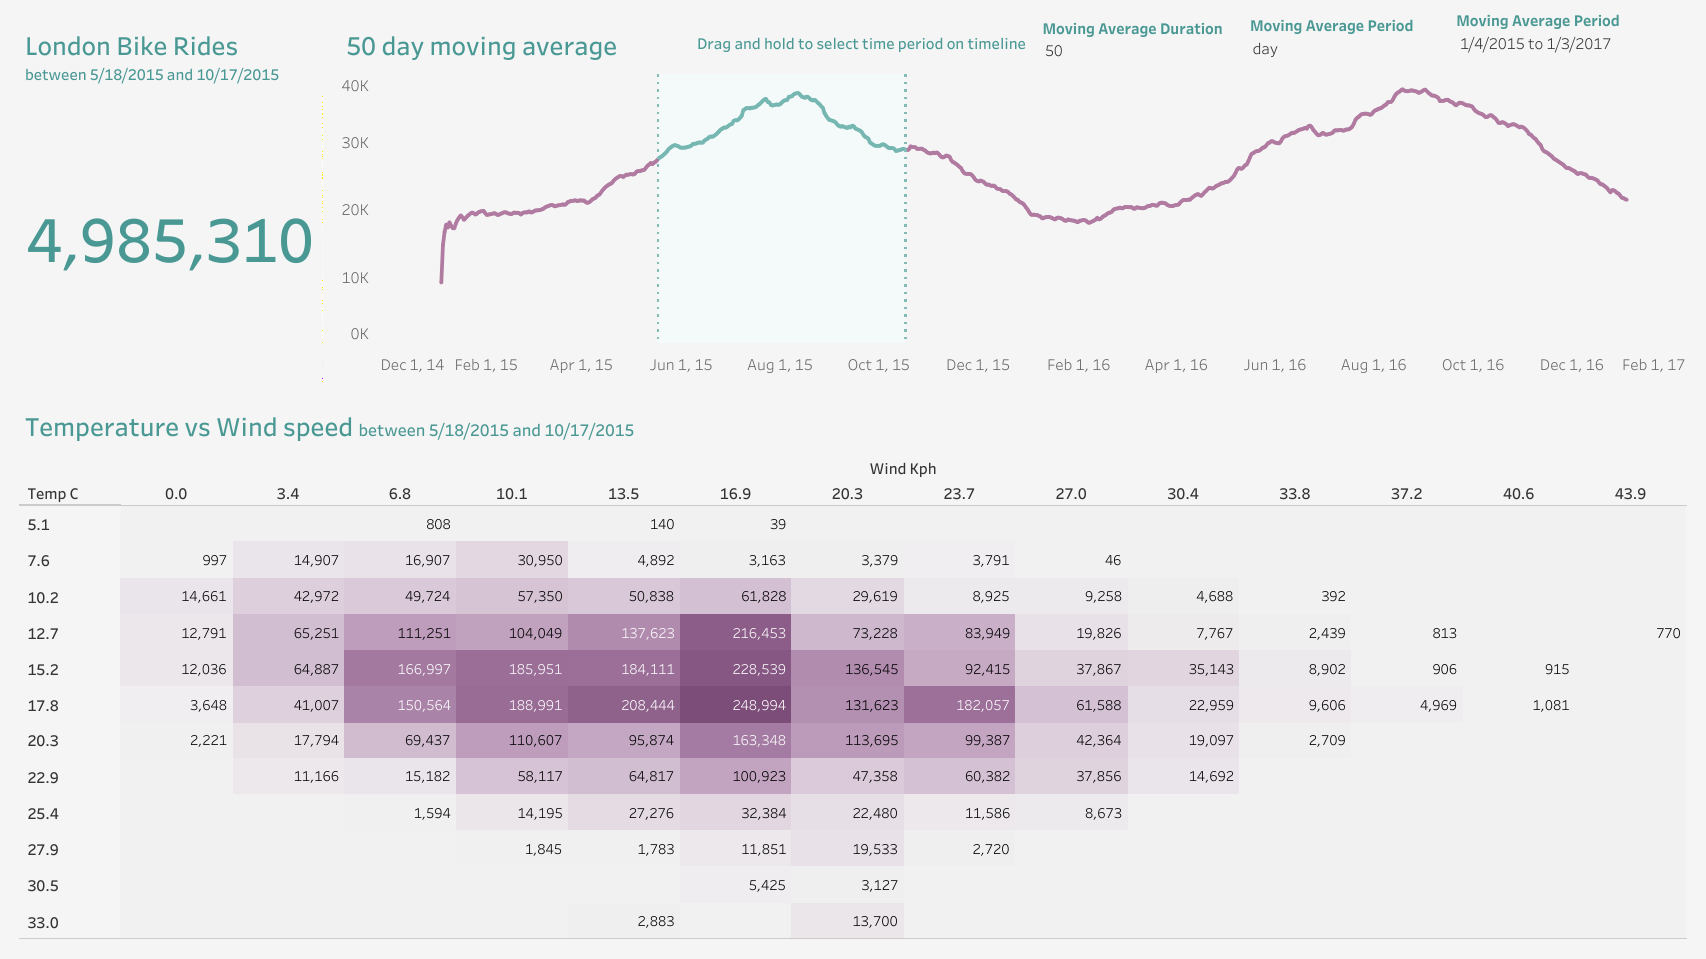 London Bike Rides
between 5/18/2015 and 10/17/2015
4,985,310
50 day moving average
Drag and hold to select time period on timeline
Moving Average Duration
50
Moving Average Period
day
Moving Average Period
1/4/2015 to 1/3/2017
40K
30K
20K
10K
0K
Dec 1, 14 Feb 1, 15 Apr 1, 15 Jun 1, 15 Aug 1, 15 Oct 1, 15 Dec 1, 15 Feb 1, 16 Apr 1, 16 Jun 1, 16 Aug 1, 16 Oct 1, 16 Dec 1, 16 Feb 1, 17
Temperature vs Wind speed between 5/18/2015 and 10/17/2015
Wind Kph
Temp C 0.0 3.4 6.8 10.1 13.5 16.9 20.3 23.7 27.0 30.4 33.8 37.2 40.6 43.9
5.1 808 140 39
7.6 997 14,907 16,907 30,950 4,892 3,163 3,379 3,791 46
10.2 14,661 42,972 49,724 57,350 50,838 61,828 29,619 8,925 9,258 4,688 392
12.7 12,791 65,251 111,251 104,049 137,623 216,453 73,228 83,949 19,826 7,767 2,439 813 770
15.2 12,036 64,887 166,997 185,951 184,111 228,539 136,545 92,415 37,867 35,143 8,902 906 915
17.8 3,648 41,007 150,564 188,991 208,444 248,994 131,623 182,057 61,588 22,959 9,606 4,969 1,081
20.3 2,221 17,794 69,437 110,607 95,874 163,348 113,695 99,387 42,364 19,097 2,709
22.9 11,166 15,182 58,117 64,817 100,923 47,358 60,382 37,856 14,692
25.4 1,594 14,195 27,276 32,384 22,480 11,586 8,673
27.9 1,845 1,783 11,851 19,533 2,720
30.5 5,425 3,127
33.0 2,883 13,700